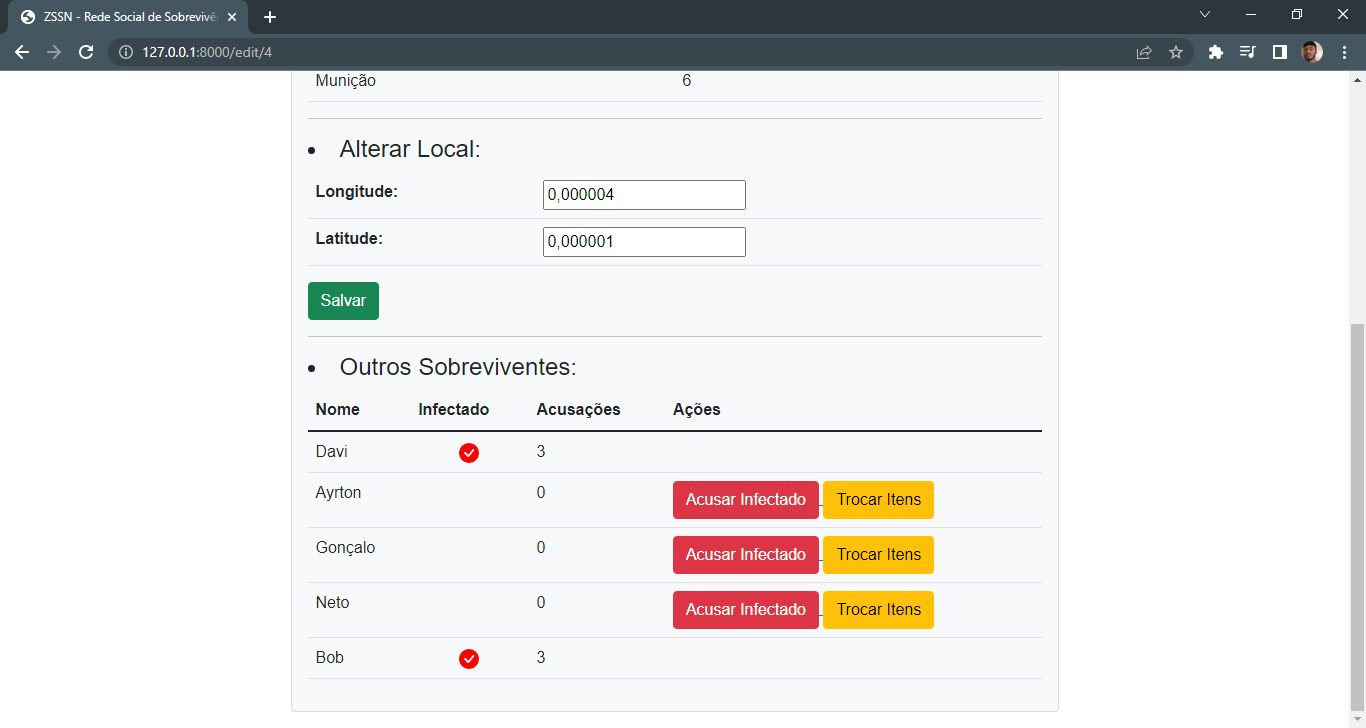 ZSSN - Rede Social de Sobrevivê
127.0.0.1:8000/edit/4
Munição 6
Alterar Local:
Longitude: 0,000004
Latitude: 0,000001
Salvar
Outros Sobreviventes:
Nome Infectado Acusações Ações
Davi 3
Ayrton 0 Acusar Infectado Trocar Itens
Gonçalo 0 Acusar Infectado Trocar Itens
Neto 0 Acusar Infectado Trocar Itens
Bob 3